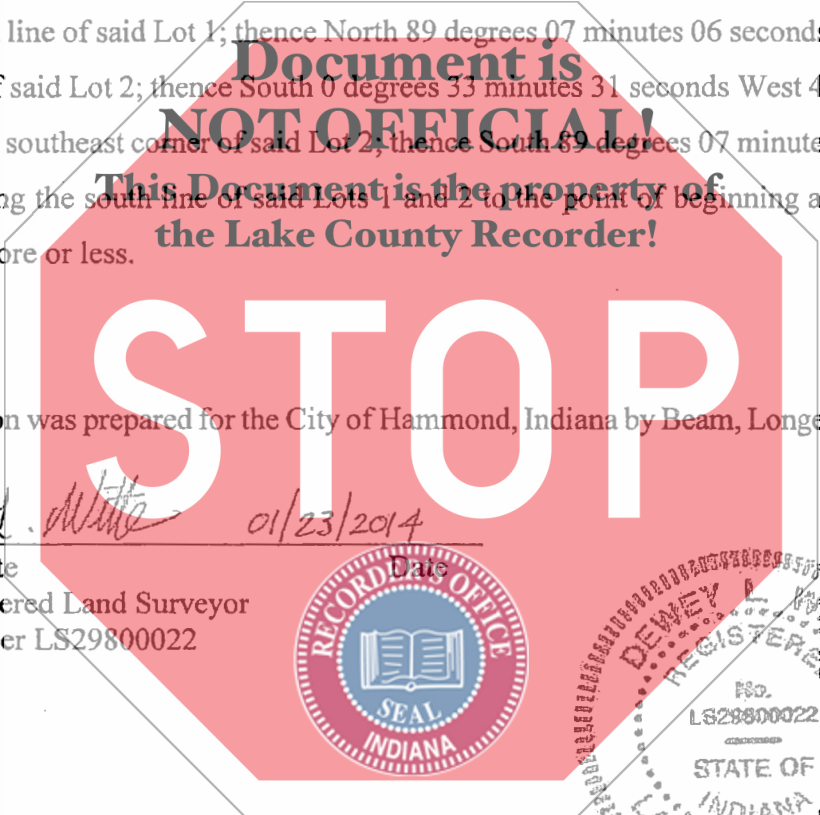 line of said Lot 1; thence North 89 degrees 07 minutes 06 seconds
Document is
said Lot 2; thence South 0 degrees 33 minutes 31 seconds West 4
NOT OFFICIAL!
southeast corner of said Lot 2; thence South 89 degrees 07 minute
This Document is the property of
ng the south line of said Lots 1 and 2 to the point of beginning a
the Lake County Recorder!
ore or less.
STOP
on was prepared for the City of Hammond, Indiana by Beam, Longe
Witte 01/23/2014
te Date
ered Land Surveyor
er LS29800022
RECORDER'S OFFICE
SEAL
INDIANA
DEWEY
REGISTERE
No.
LS29800022
STATE OF
INDIANA